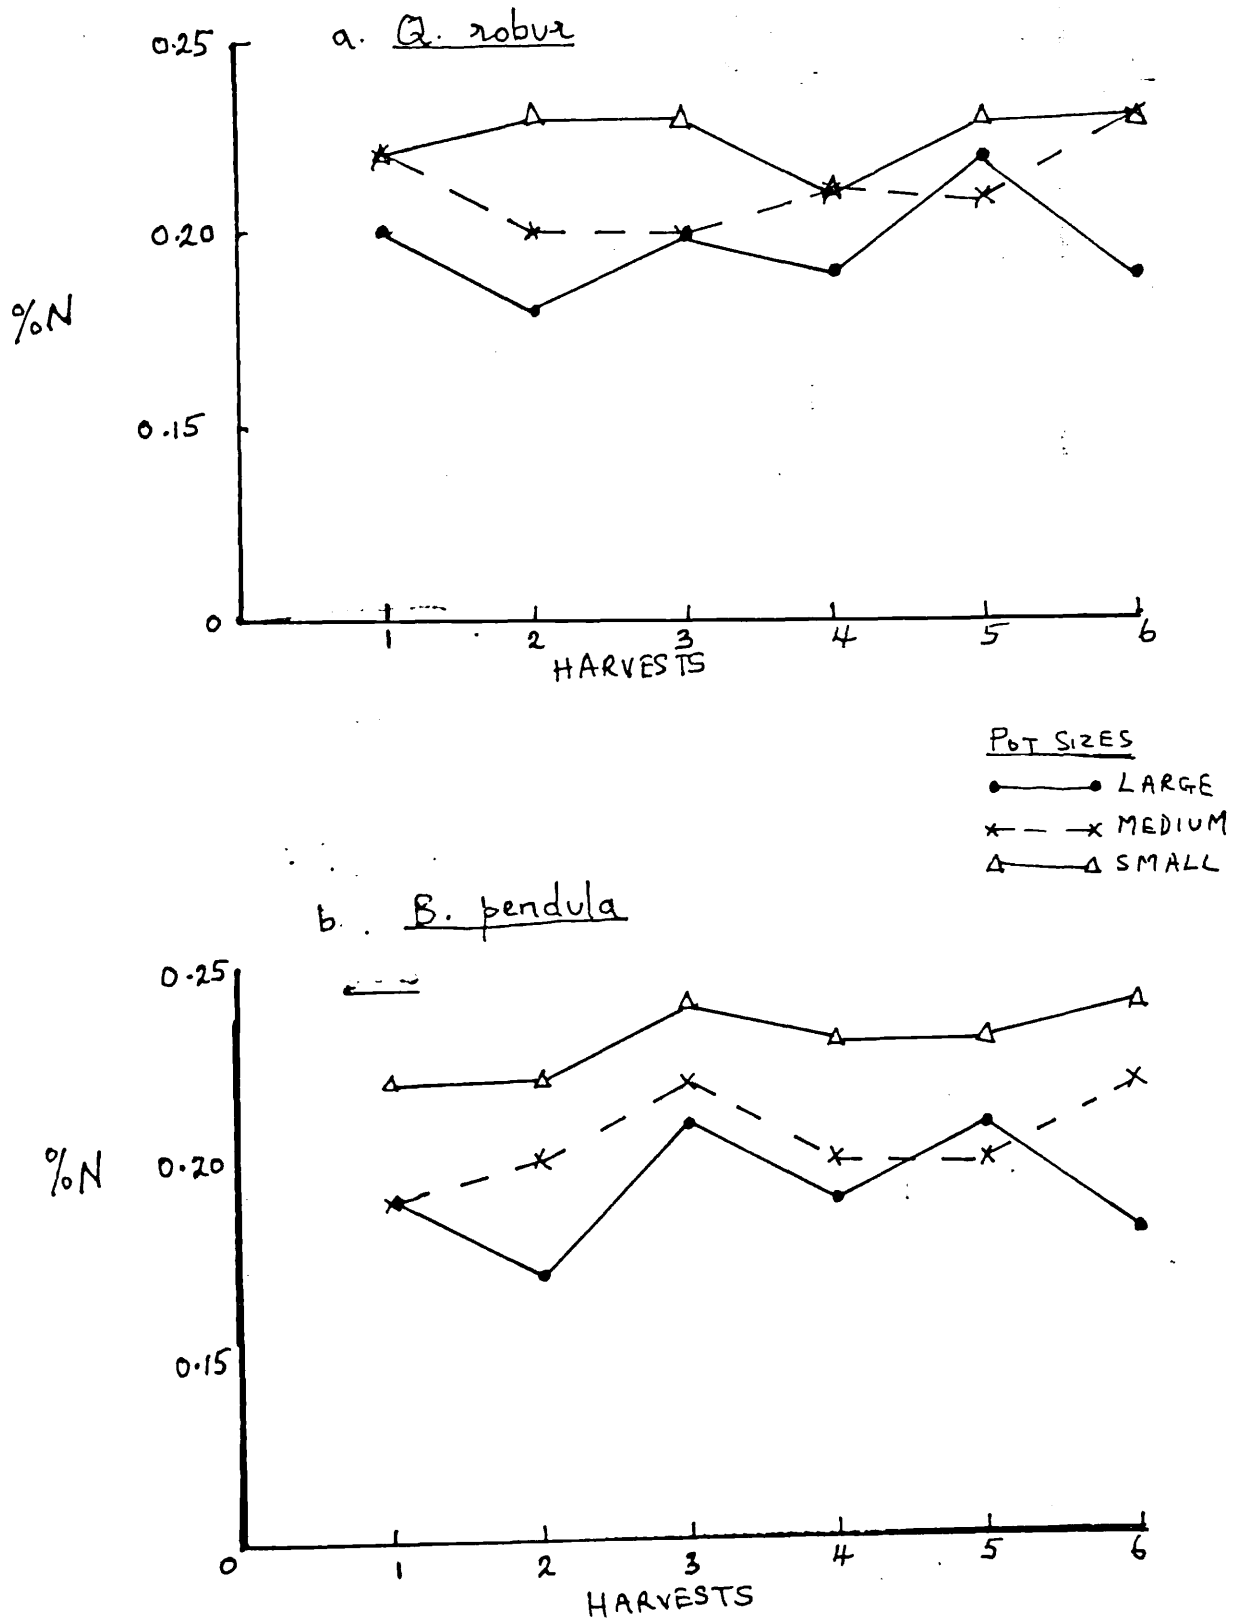 a. Q. robur
0.25
0.20
%N
0.15
0
1 2 3 4 5 6
HARVESTS
POT SIZES
LARGE
MEDIUM
SMALL
b. B. pendula
0.25
%N
0.20
0.15
0
1 2 3 4 5 6
HARVESTS